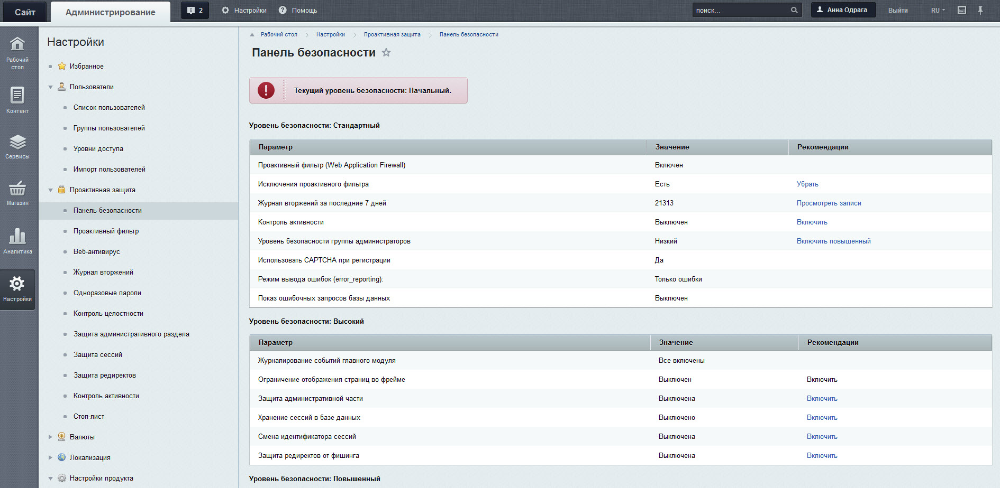 Сайт
Администрирование
2
Настройки
Помощь
поиск...
Анна Одрага
Выйти
RU
Рабочий стол
Контент
Сервисы
Магазин
Аналитика
Настройки
Настройки
Избранное
Пользователи
Список пользователей
Группы пользователей
Уровни доступа
Импорт пользователей
Проактивная защита
Панель безопасности
Проактивный фильтр
Веб-антивирус
Журнал вторжений
Одноразовые пароли
Контроль целостности
Защита административного раздела
Защита сессий
Защита редиректов
Контроль активности
Стоп-лист
Валюты
Локализация
Настройки продукта
Рабочий стол Настройки Проактивная защита Панель безопасности
Панель безопасности
Текущий уровень безопасности: Начальный.
Уровень безопасности: Стандартный
Параметр Значение Рекомендации
Проактивный фильтр (Web Application Firewall) Включен
Исключения проактивного фильтра Есть Убрать
Журнал вторжений за последние 7 дней 21313 Просмотреть записи
Контроль активности Выключен Включить
Уровень безопасности группы администраторов Низкий Включить повышенный
Использовать CAPTCHA при регистрации Да
Режим вывода ошибок (error_reporting): Только ошибки
Показ ошибочных запросов базы данных Выключен
Уровень безопасности: Высокий
Параметр Значение Рекомендации
Журналирование событий главного модуля Все включены
Ограничение отображения страниц во фрейме Выключен Включить
Защита административной части Выключена Включить
Хранение сессий в базе данных Выключено Включить
Смена идентификатора сессий Выключена Включить
Защита редиректов от фишинга Выключена Включить
Уровень безопасности: Повышенный